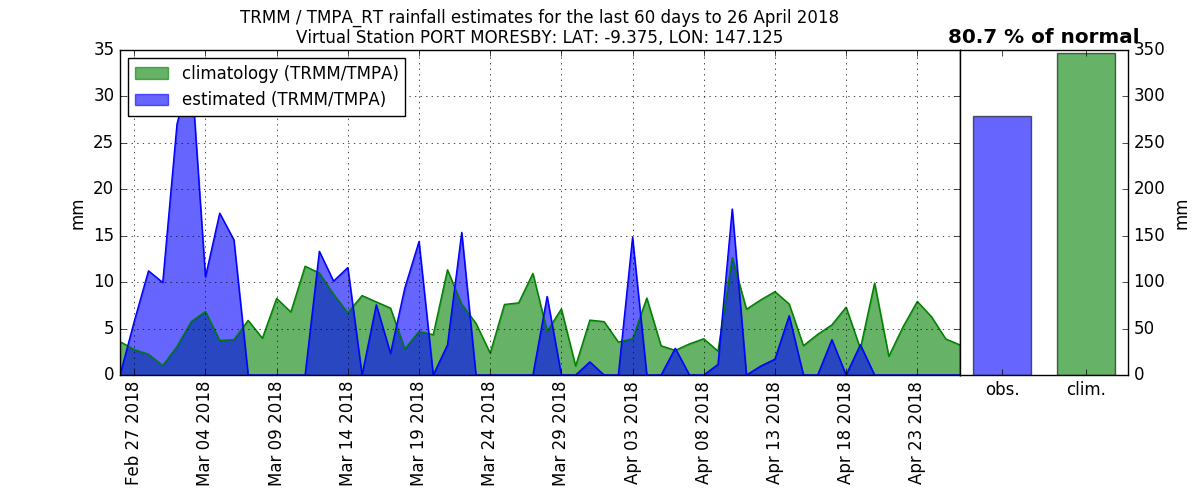 TRMM / TMPA_RT rainfall estimates for the last 60 days to 26 April 2018
Virtual Station PORT MORESBY: LAT: -9.375, LON: 147.125
80.7 % of normal
climatology (TRMM/TMPA)
estimated (TRMM/TMPA)
35
30
25
20
15
10
5
0
mm
350
300
250
200
150
100
50
0
mm
obs.
clim.
Feb 27 2018
Mar 04 2018
Mar 09 2018
Mar 14 2018
Mar 19 2018
Mar 24 2018
Mar 29 2018
Apr 03 2018
Apr 08 2018
Apr 13 2018
Apr 18 2018
Apr 23 2018